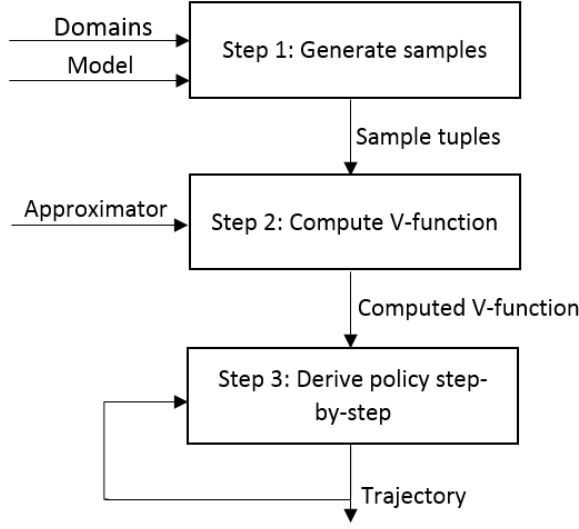 Domains
Model
Step 1: Generate samples
Sample tuples
Approximator
Step 2: Compute V-function
Computed V-function
Step 3: Derive policy step-
by-step
Trajectory